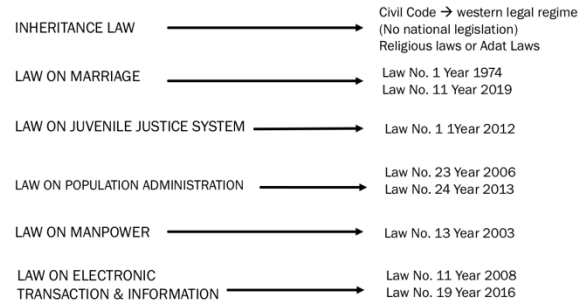 INHERITANCE LAW
Civil Code → western legal regime
(No national legislation)
Religious laws or Adat Laws
LAW ON MARRIAGE
Law No. 1 Year 1974
Law No. 11 Year 2019
LAW ON JUVENILE JUSTICE SYSTEM
Law No. 1 1Year 2012
LAW ON POPULATION ADMINISTRATION
Law No. 23 Year 2006
Law No. 24 Year 2013
LAW ON MANPOWER
Law No. 13 Year 2003
LAW ON ELECTRONIC
TRANSACTION & INFORMATION
Law No. 11 Year 2008
Law No. 19 Year 2016